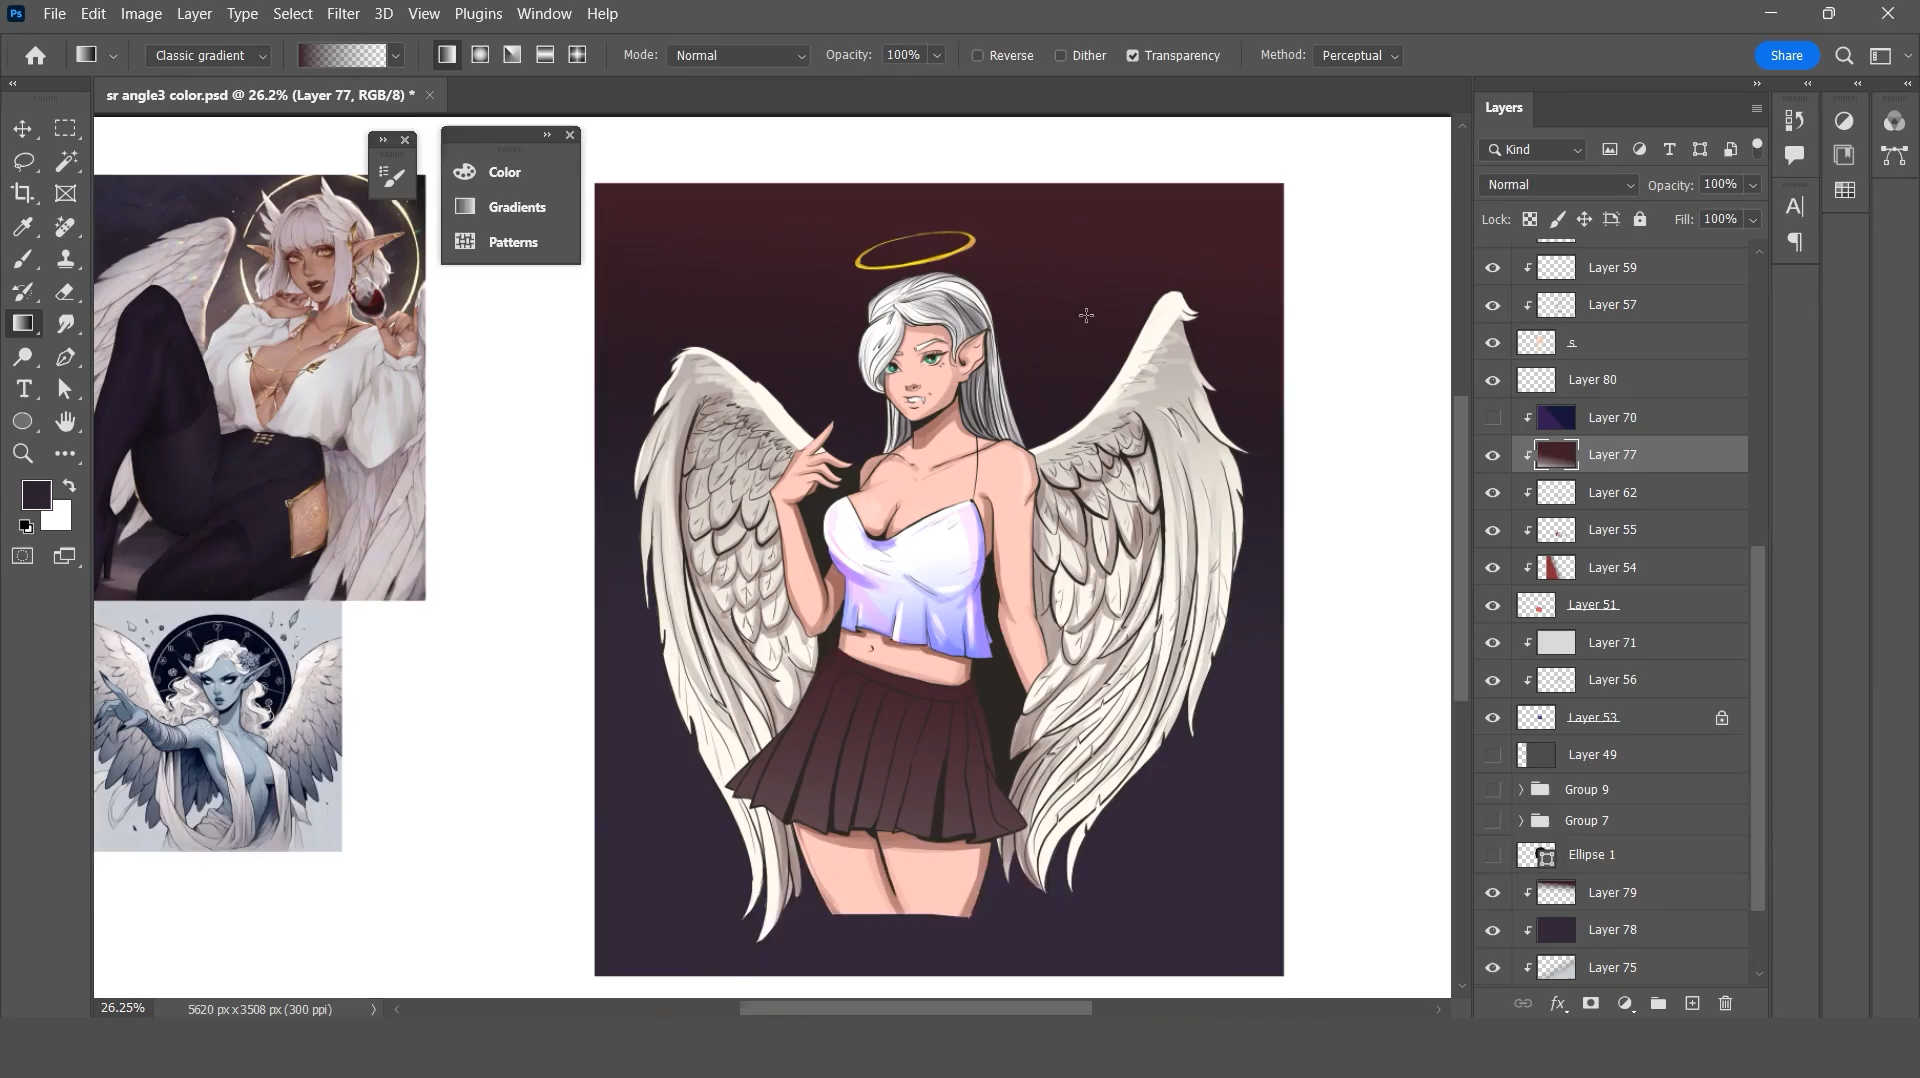 Ps File Edit Image Layer Type Select Filter 3D View Plugins Window Help
Classic gradient Mode: Normal Opacity: 100% Reverse Dither Transparency Method: Perceptual Share
sr angle3 color.psd @ 26.2% (Layer 77, RGB/8) *
Color
Gradients
Patterns
Layers
Kind
Normal Opacity: 100%
Lock: Fill: 100%
Layer 59
Layer 57
s
Layer 80
Layer 70
Layer 77
Layer 62
Layer 55
Layer 54
Layer 51
Layer 71
Layer 56
Layer 53
Layer 49
Group 9
Group 7
Ellipse 1
Layer 79
Layer 78
Layer 75
26.25% 5620 px x 3508 px (300 ppi)